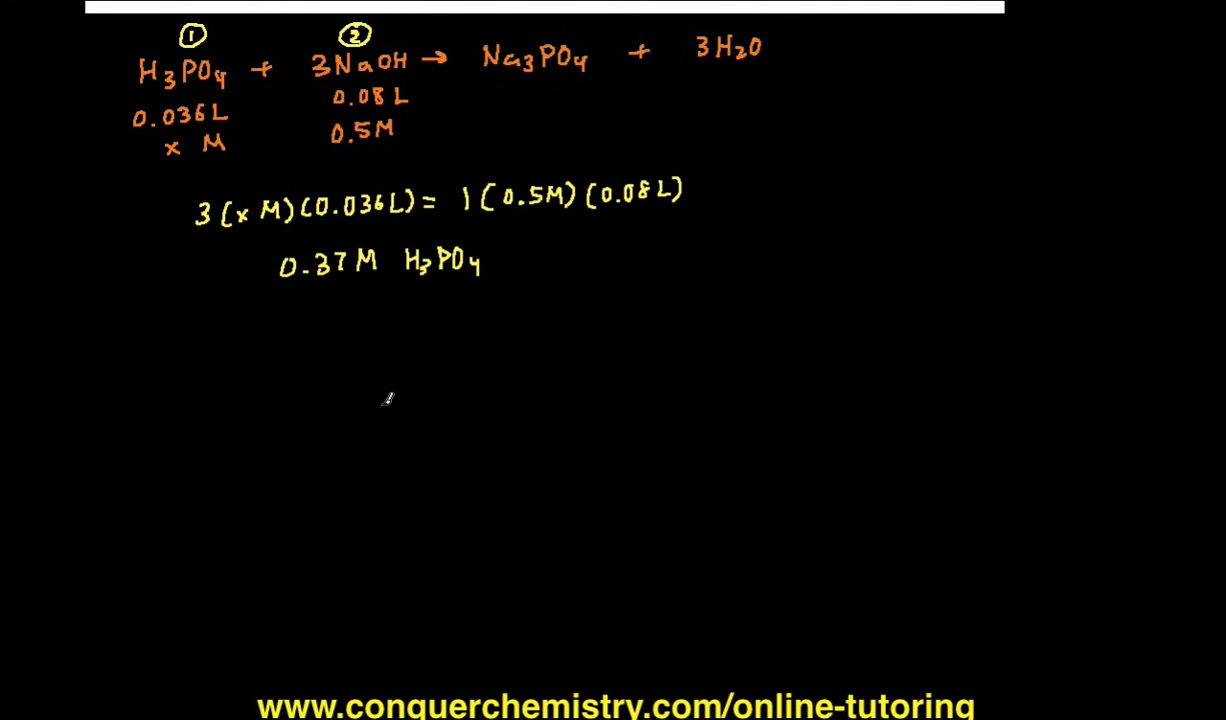 ① ②
H₃PO₄ + 3NaOH → Na₃PO₄ + 3H₂O
0.036L 0.08L
x M 0.5M
3(x M)(0.036L) = 1(0.5M)(0.08L)
0.37M H₃PO₄
www.conquerchemistry.com/online-tutoring